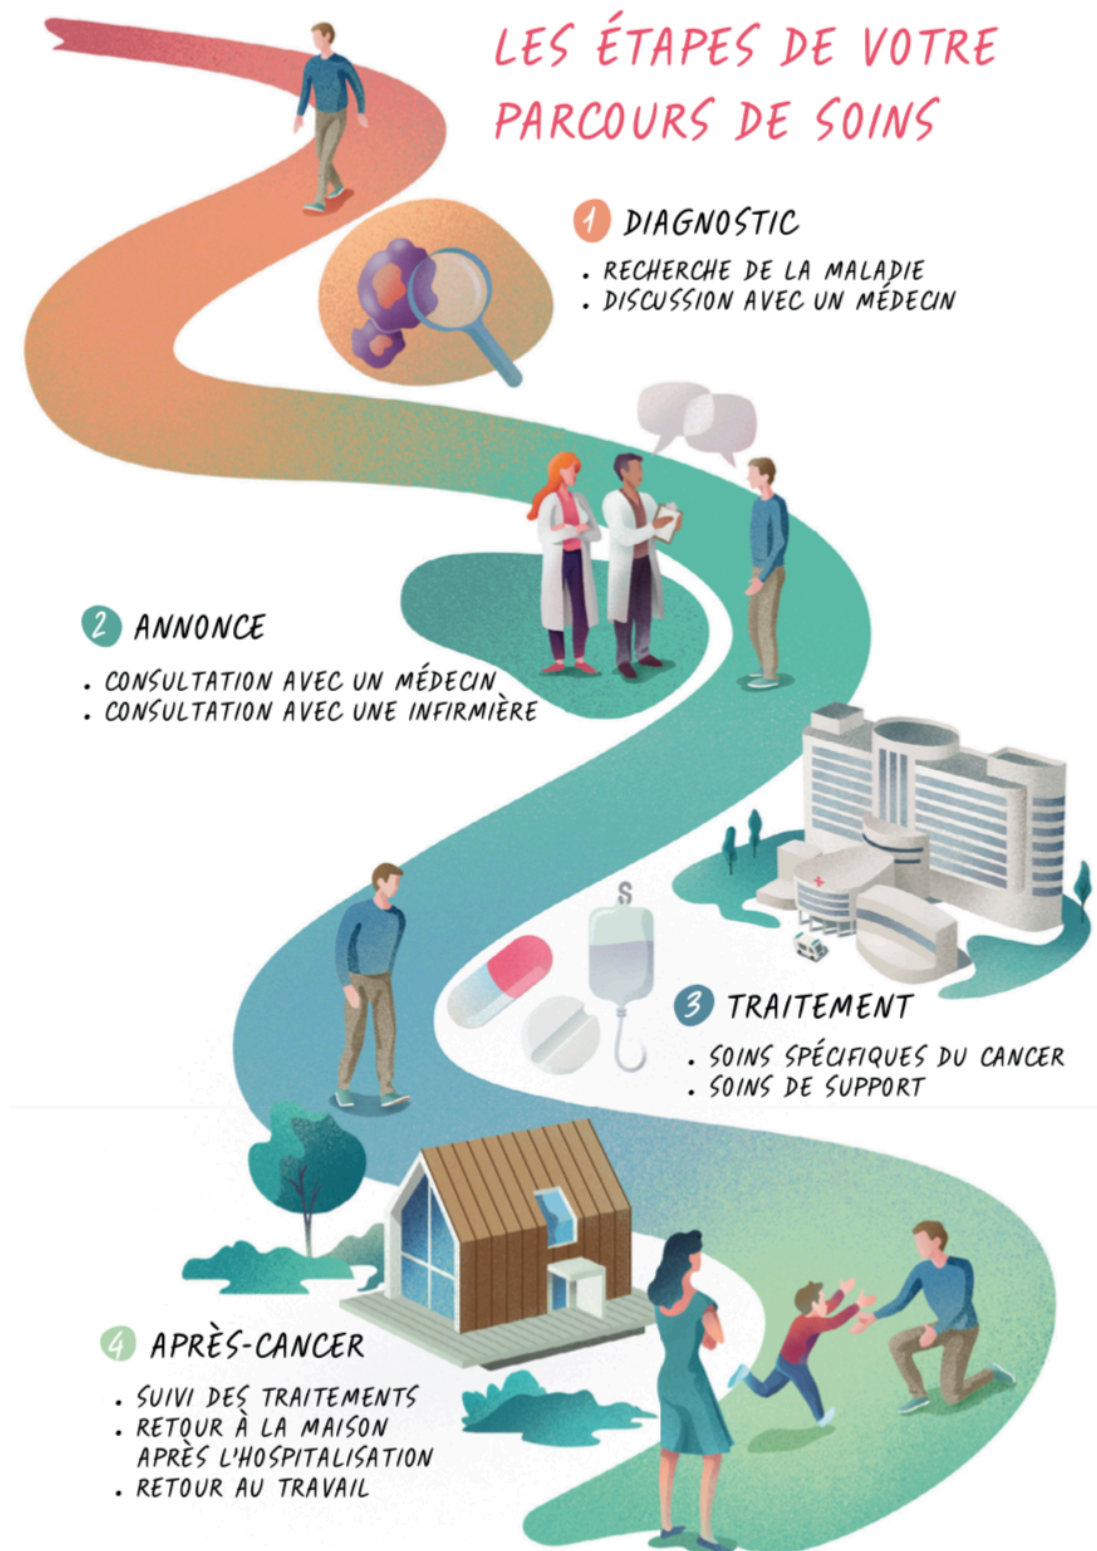 LES ÉTAPES DE VOTRE
PARCOURS DE SOINS
1 DIAGNOSTIC
. RECHERCHE DE LA MALADIE
. DISCUSSION AVEC UN MÉDECIN
2 ANNONCE
. CONSULTATION AVEC UN MÉDECIN
. CONSULTATION AVEC UNE INFIRMIÈRE
3 TRAITEMENT
. SOINS SPÉCIFIQUES DU CANCER
. SOINS DE SUPPORT
4 APRÈS-CANCER
. SUIVI DES TRAITEMENTS
. RETOUR À LA MAISON
APRÈS L'HOSPITALISATION
. RETOUR AU TRAVAIL